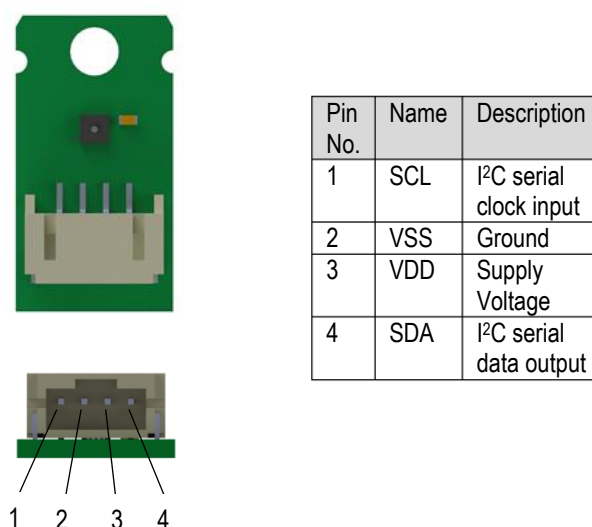 Pin No. Name Description
1 SCL I²C serial clock input
2 VSS Ground
3 VDD Supply Voltage
4 SDA I²C serial data output
1 2 3 4